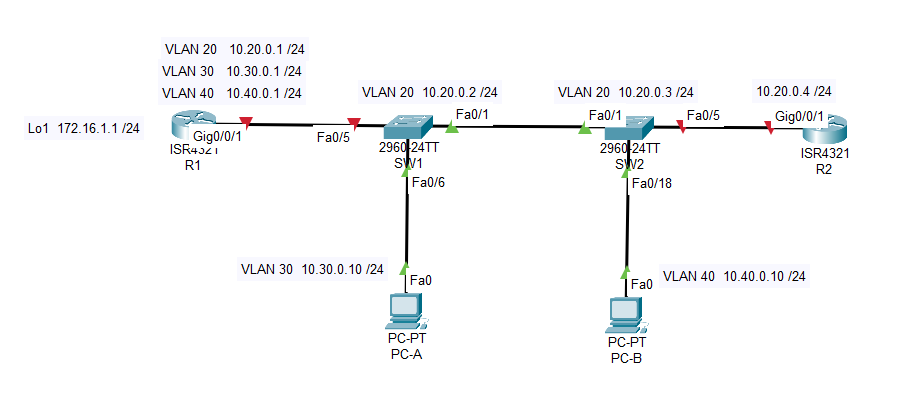 VLAN 20 10.20.0.1 /24
VLAN 30 10.30.0.1 /24
VLAN 40 10.40.0.1 /24
Lo1 172.16.1.1 /24
Gig0/0/1
ISR4321
R1
Fa0/5
VLAN 20 10.20.0.2 /24
Fa0/1
2960-24TT
SW1
Fa0/6
VLAN 20 10.20.0.3 /24
Fa0/1
Fa0/5
2960-24TT
SW2
Fa0/18
10.20.0.4 /24
Gig0/0/1
ISR4321
R2
VLAN 30 10.30.0.10 /24
Fa0
PC-PT
PC-A
VLAN 40 10.40.0.10 /24
Fa0
PC-PT
PC-B